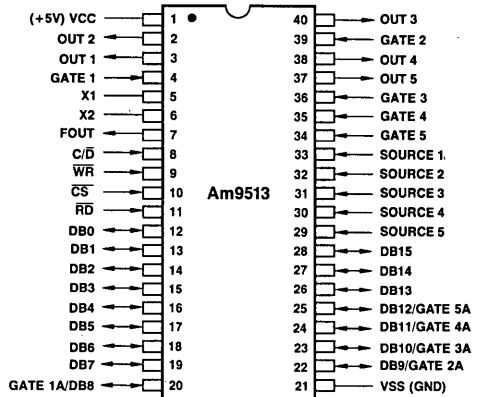 (+5V) VCC 1 40 OUT 3
OUT 2 2 39 GATE 2
OUT 1 3 38 OUT 4
GATE 1 4 37 OUT 5
X1 5 36 GATE 3
X2 6 35 GATE 4
FOUT 7 34 GATE 5
C/D̅ 8 33 SOURCE 1
W̅R̅ 9 32 SOURCE 2
C̅S̅ 10 Am9513 31 SOURCE 3
R̅D̅ 11 30 SOURCE 4
DB0 12 29 SOURCE 5
DB1 13 28 DB15
DB2 14 27 DB14
DB3 15 26 DB13
DB4 16 25 DB12/GATE 5A
DB5 17 24 DB11/GATE 4A
DB6 18 23 DB10/GATE 3A
DB7 19 22 DB9/GATE 2A
GATE 1A/DB8 20 21 VSS (GND)